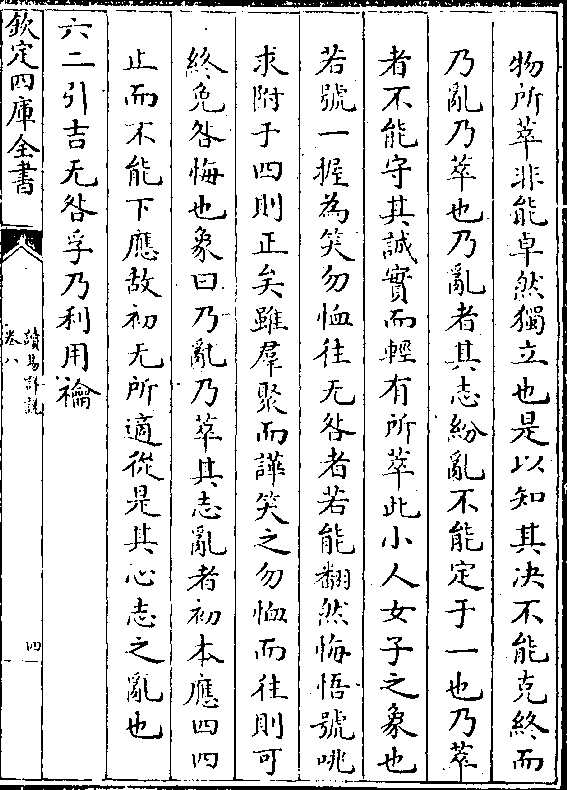 物所萃非能卓然獨立也是以知其决不能克終而
乃亂乃萃也乃亂者其志紛亂不能定于一也乃萃
者不能守其誠實而輕有所萃此小人女子之象也
若號一握為笑勿恤往无咎者若能翻然悔悟號咷
求附于四則正矣雖羣聚而譁笑之勿恤而往則可
終免咎悔也象曰乃亂乃萃其志亂者初本應四四
止而不能下應故初无所適從是其心志之亂也
六二引吉无咎孚乃利用禴
欽定四庫全書
讀易詳說
卷八
四